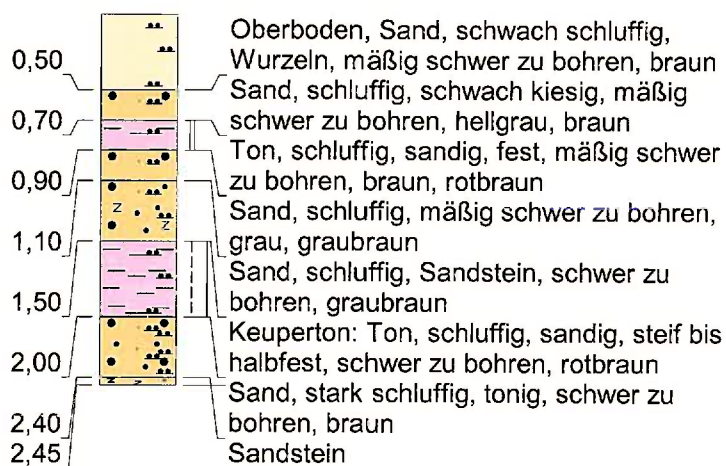 Oberboden, Sand, schwach schluffig,
0,50 Wurzeln, mäßig schwer zu bohren, braun
Sand, schluffig, schwach kiesig, mäßig
0,70 schwer zu bohren, hellgrau, braun
Ton, schluffig, sandig, fest, mäßig schwer
0,90 zu bohren, braun, rotbraun
Sand, schluffig, mäßig schwer zu bohren,
1,10 grau, graubraun
Sand, schluffig, Sandstein, schwer zu
1,50 bohren, graubraun
Keuperton: Ton, schluffig, sandig, steif bis
2,00 halbfest, schwer zu bohren, rotbraun
Sand, stark schluffig, tonig, schwer zu
2,40 bohren, braun
2,45 Sandstein
Z
Z
Z
Z